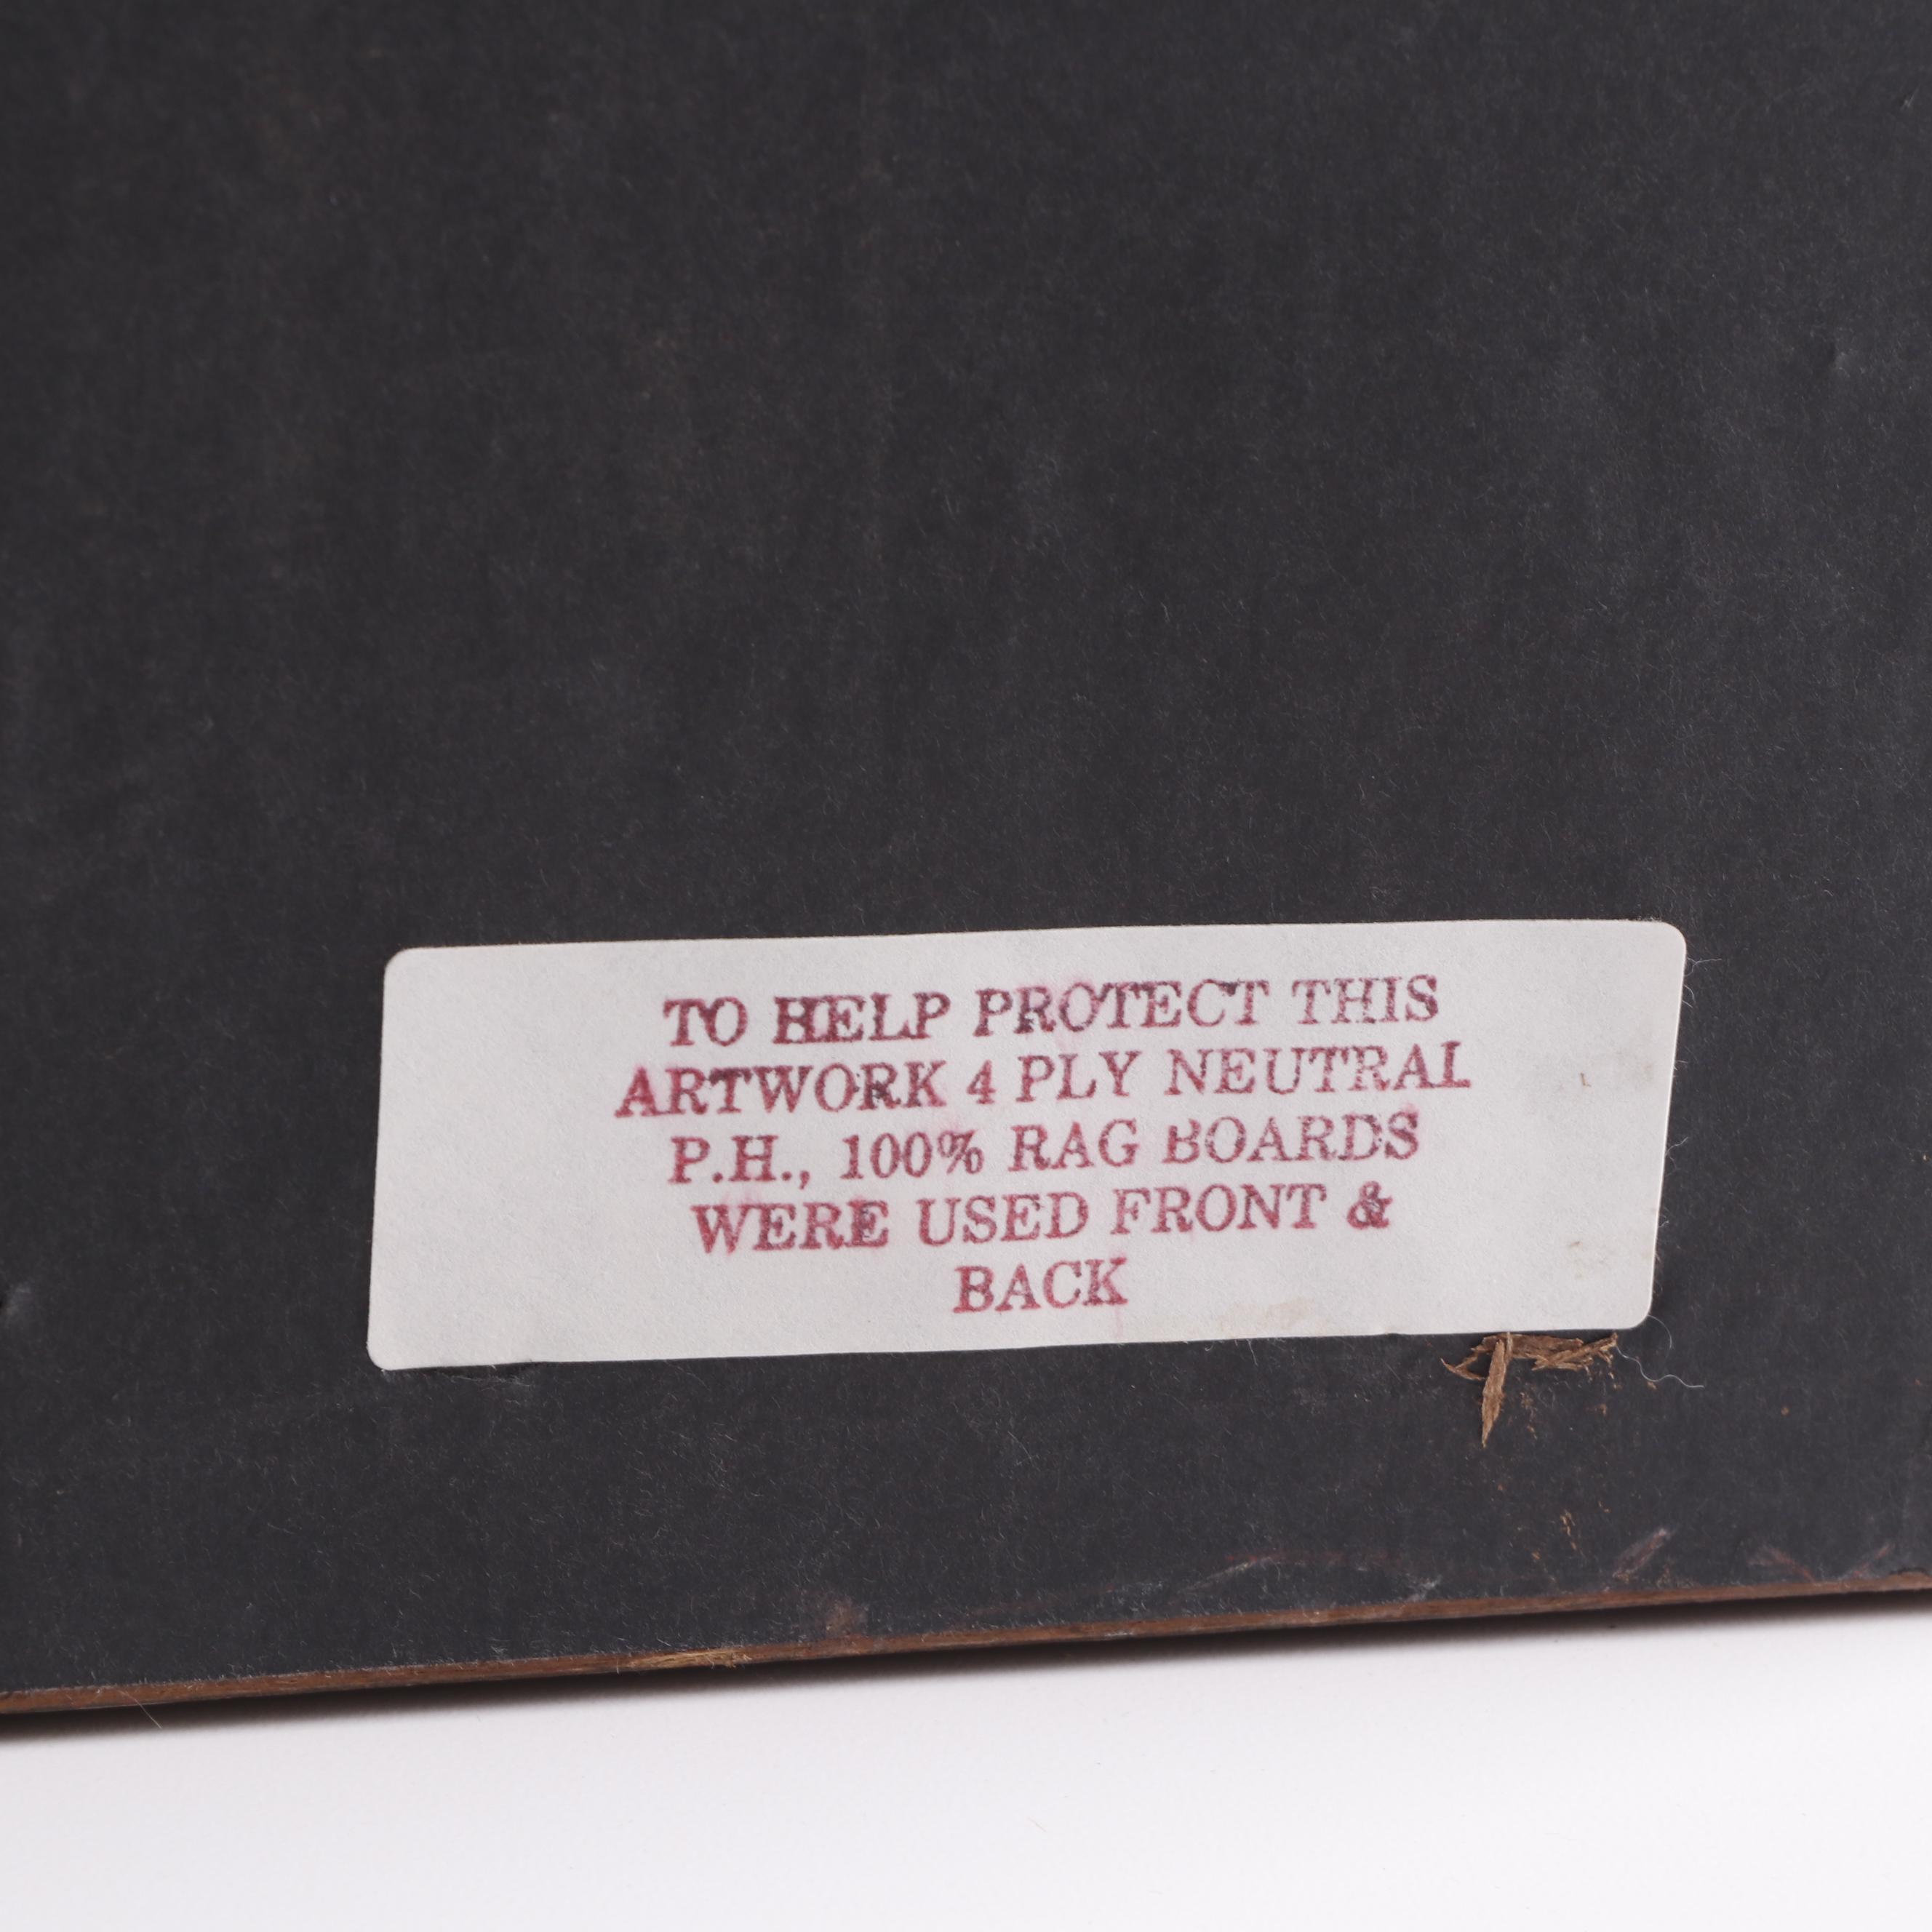 TO HELP PROTECT THIS
ARTWORK 4 PLY NEUTRAL
P.H., 100% RAG BOARDS
WERE USED FRONT &
BACK